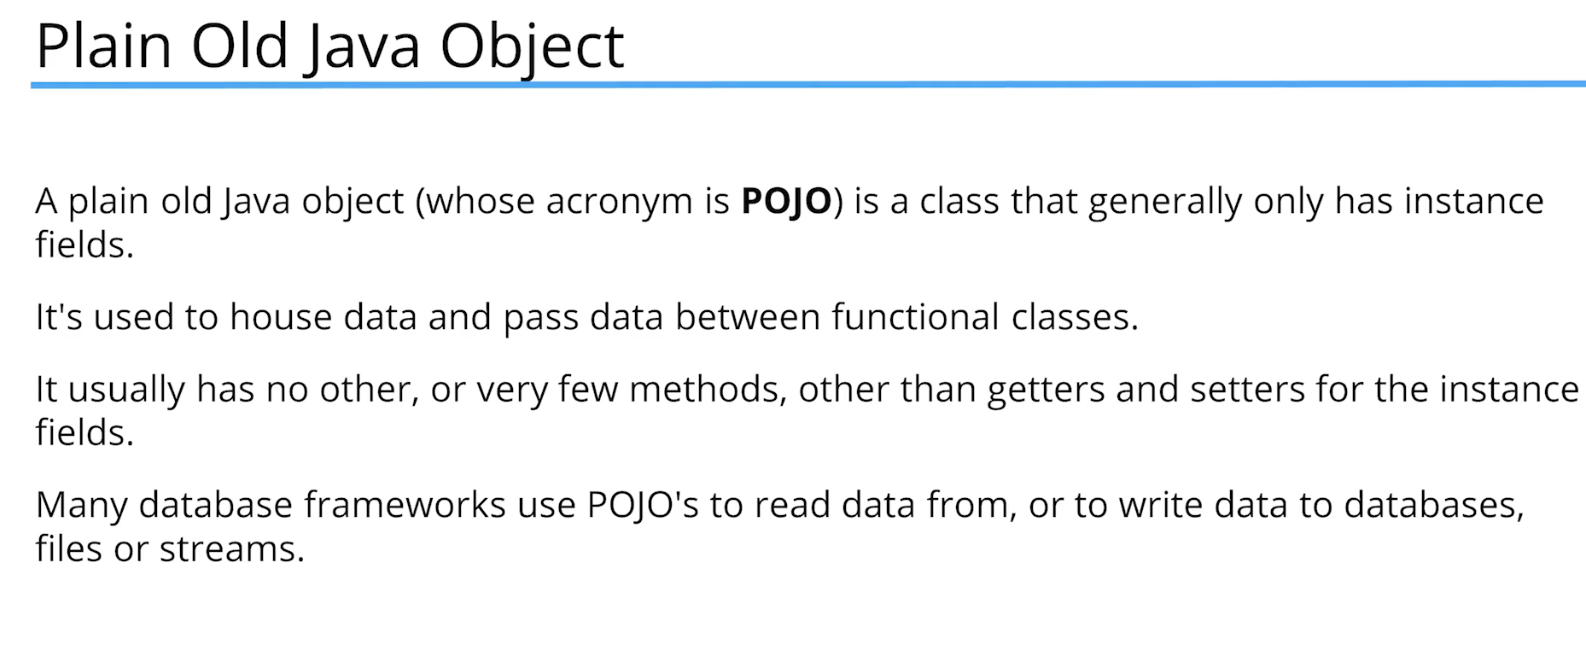 Plain Old Java Object
A plain old Java object (whose acronym is POJO) is a class that generally only has instance
fields.
It's used to house data and pass data between functional classes.
It usually has no other, or very few methods, other than getters and setters for the instance
fields.
Many database frameworks use POJO's to read data from, or to write data to databases,
files or streams.